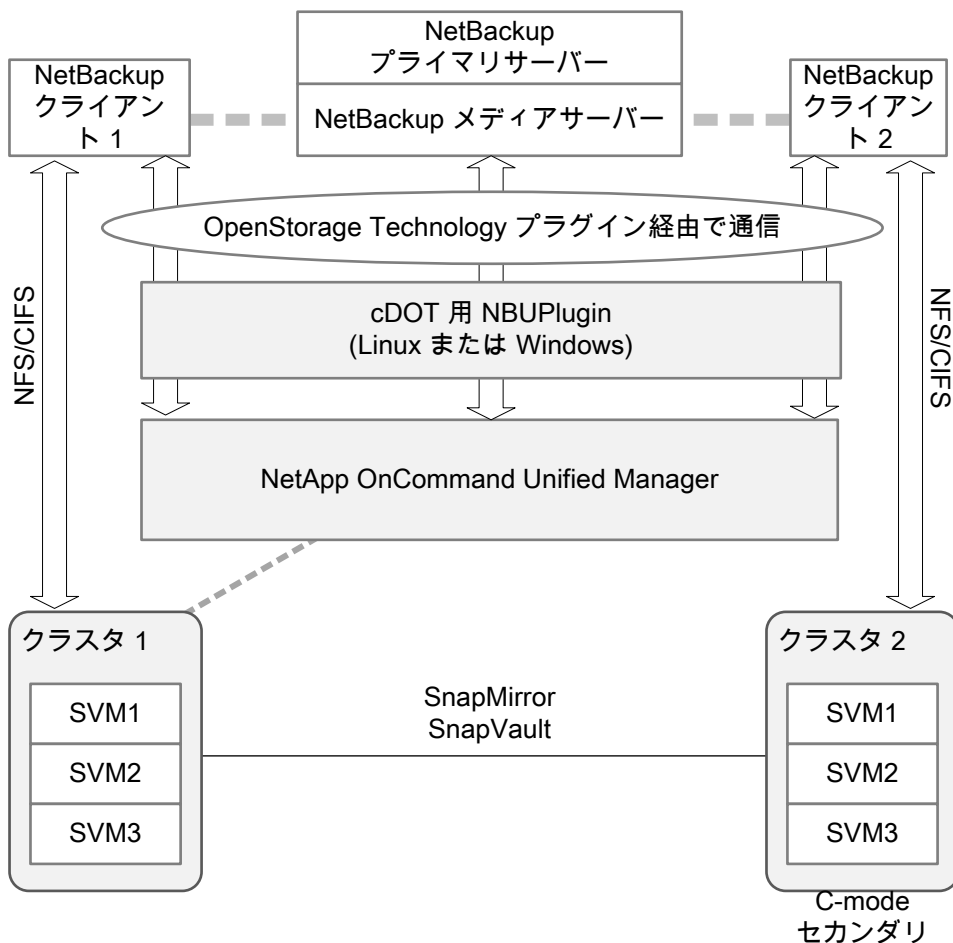 NetBackup
プライマリサーバー
NetBackup メディアサーバー
NetBackup
クライアン
ト 1
NetBackup
クライアン
ト 2
OpenStorage Technology プラグイン経由で通信
cDOT 用 NBUPlugin
(Linux または Windows)
NFS/CIFS
NFS/CIFS
NetApp OnCommand Unified Manager
クラスタ 1
SVM1
SVM2
SVM3
SnapMirror
SnapVault
クラスタ 2
SVM1
SVM2
SVM3
C-mode
セカンダリ